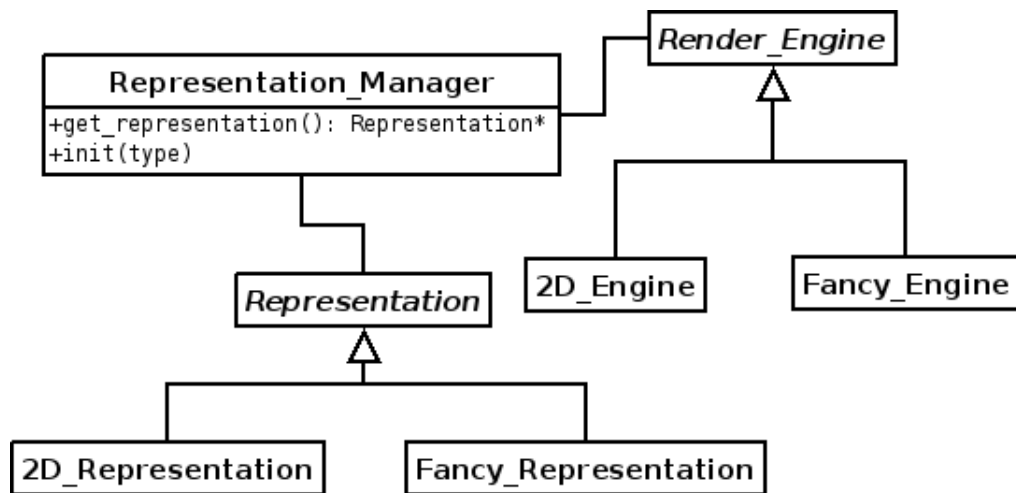 Render_Engine
Representation_Manager
+get_representation(): Representation*
+init(type)
2D_Engine
Fancy_Engine
Representation
2D_Representation
Fancy_Representation